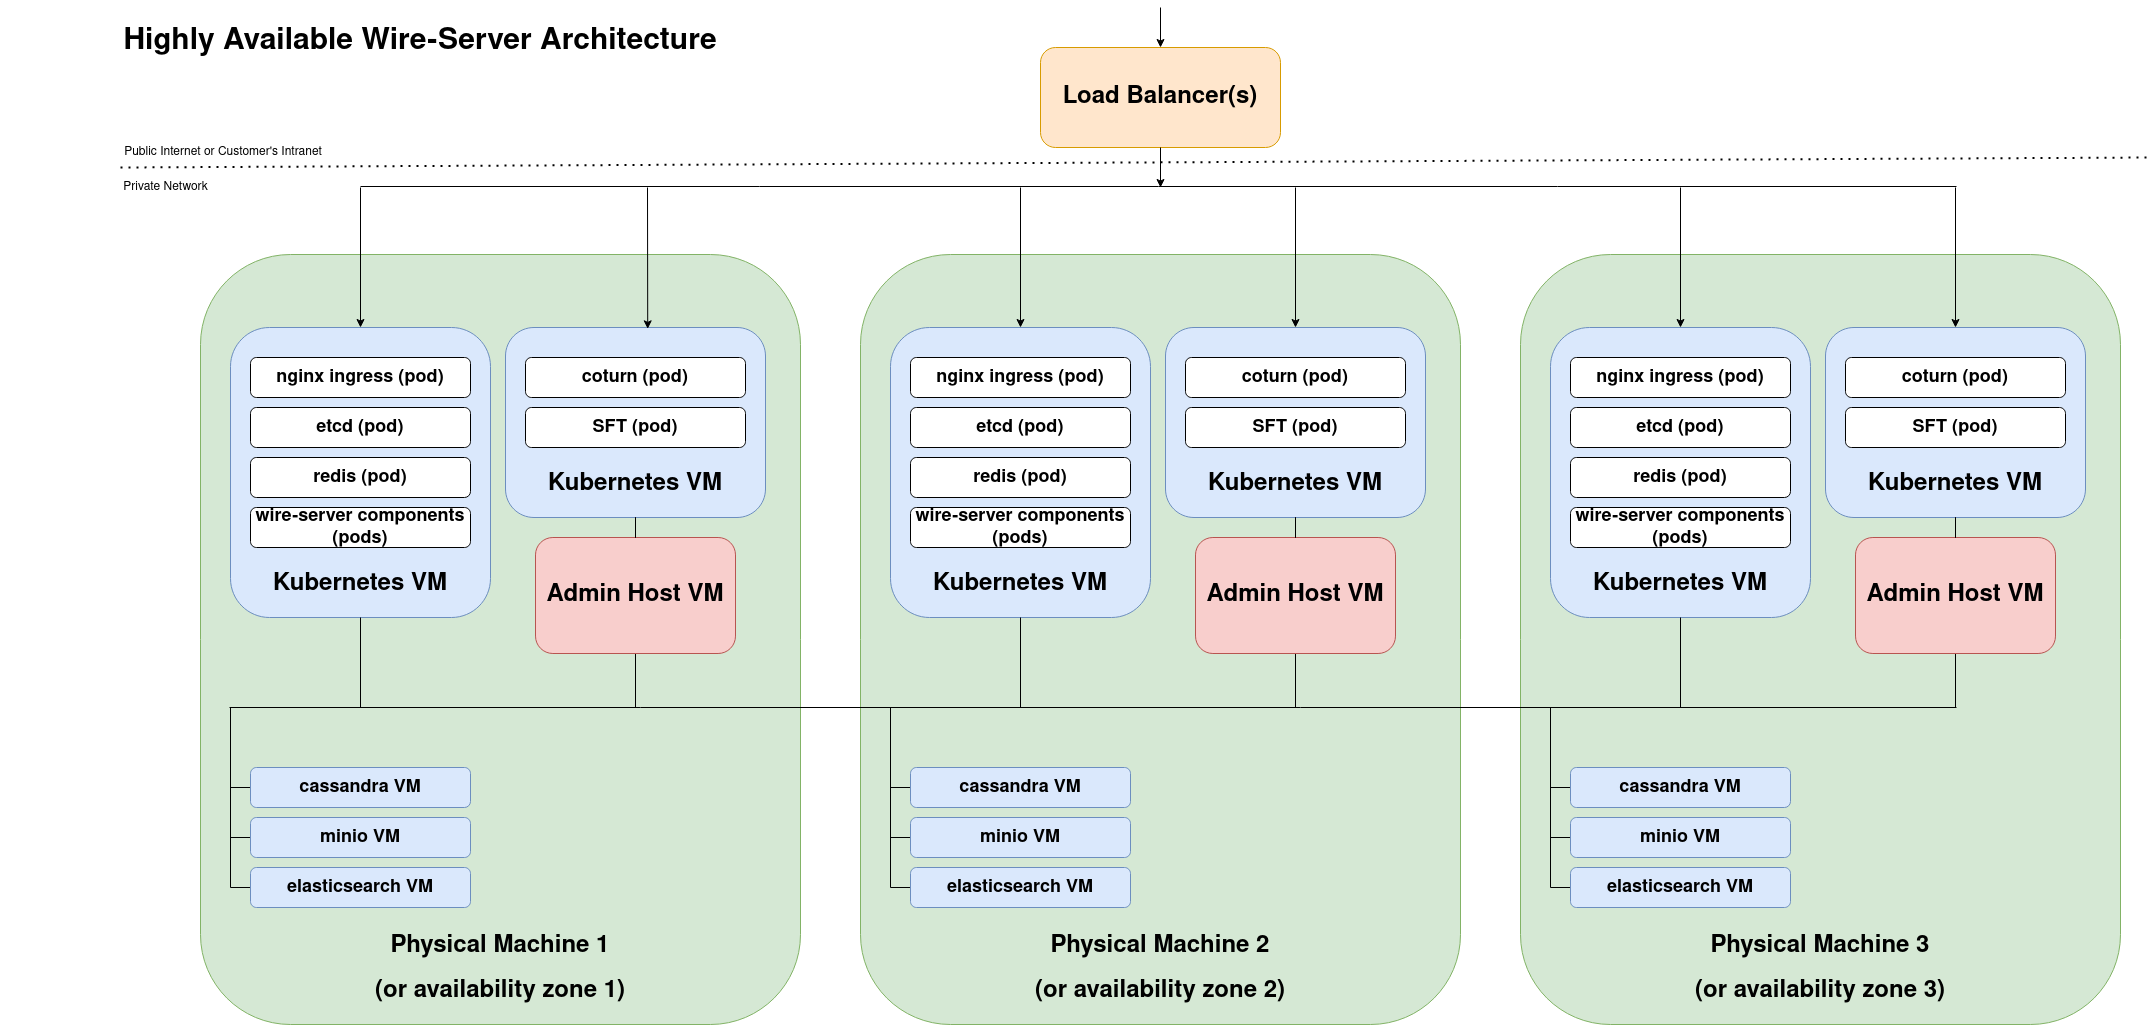 Highly Available Wire-Server Architecture
Load Balancer(s)
Public Internet or Customer's Intranet
Private Network
nginx ingress (pod)
etcd (pod)
redis (pod)
wire-server components
(pods)
Kubernetes VM
coturn (pod)
SFT (pod)
Kubernetes VM
Admin Host VM
cassandra VM
minio VM
elasticsearch VM
Physical Machine 1
(or availability zone 1)
nginx ingress (pod)
etcd (pod)
redis (pod)
wire-server components
(pods)
Kubernetes VM
coturn (pod)
SFT (pod)
Kubernetes VM
Admin Host VM
cassandra VM
minio VM
elasticsearch VM
Physical Machine 2
(or availability zone 2)
nginx ingress (pod)
etcd (pod)
redis (pod)
wire-server components
(pods)
Kubernetes VM
coturn (pod)
SFT (pod)
Kubernetes VM
Admin Host VM
cassandra VM
minio VM
elasticsearch VM
Physical Machine 3
(or availability zone 3)